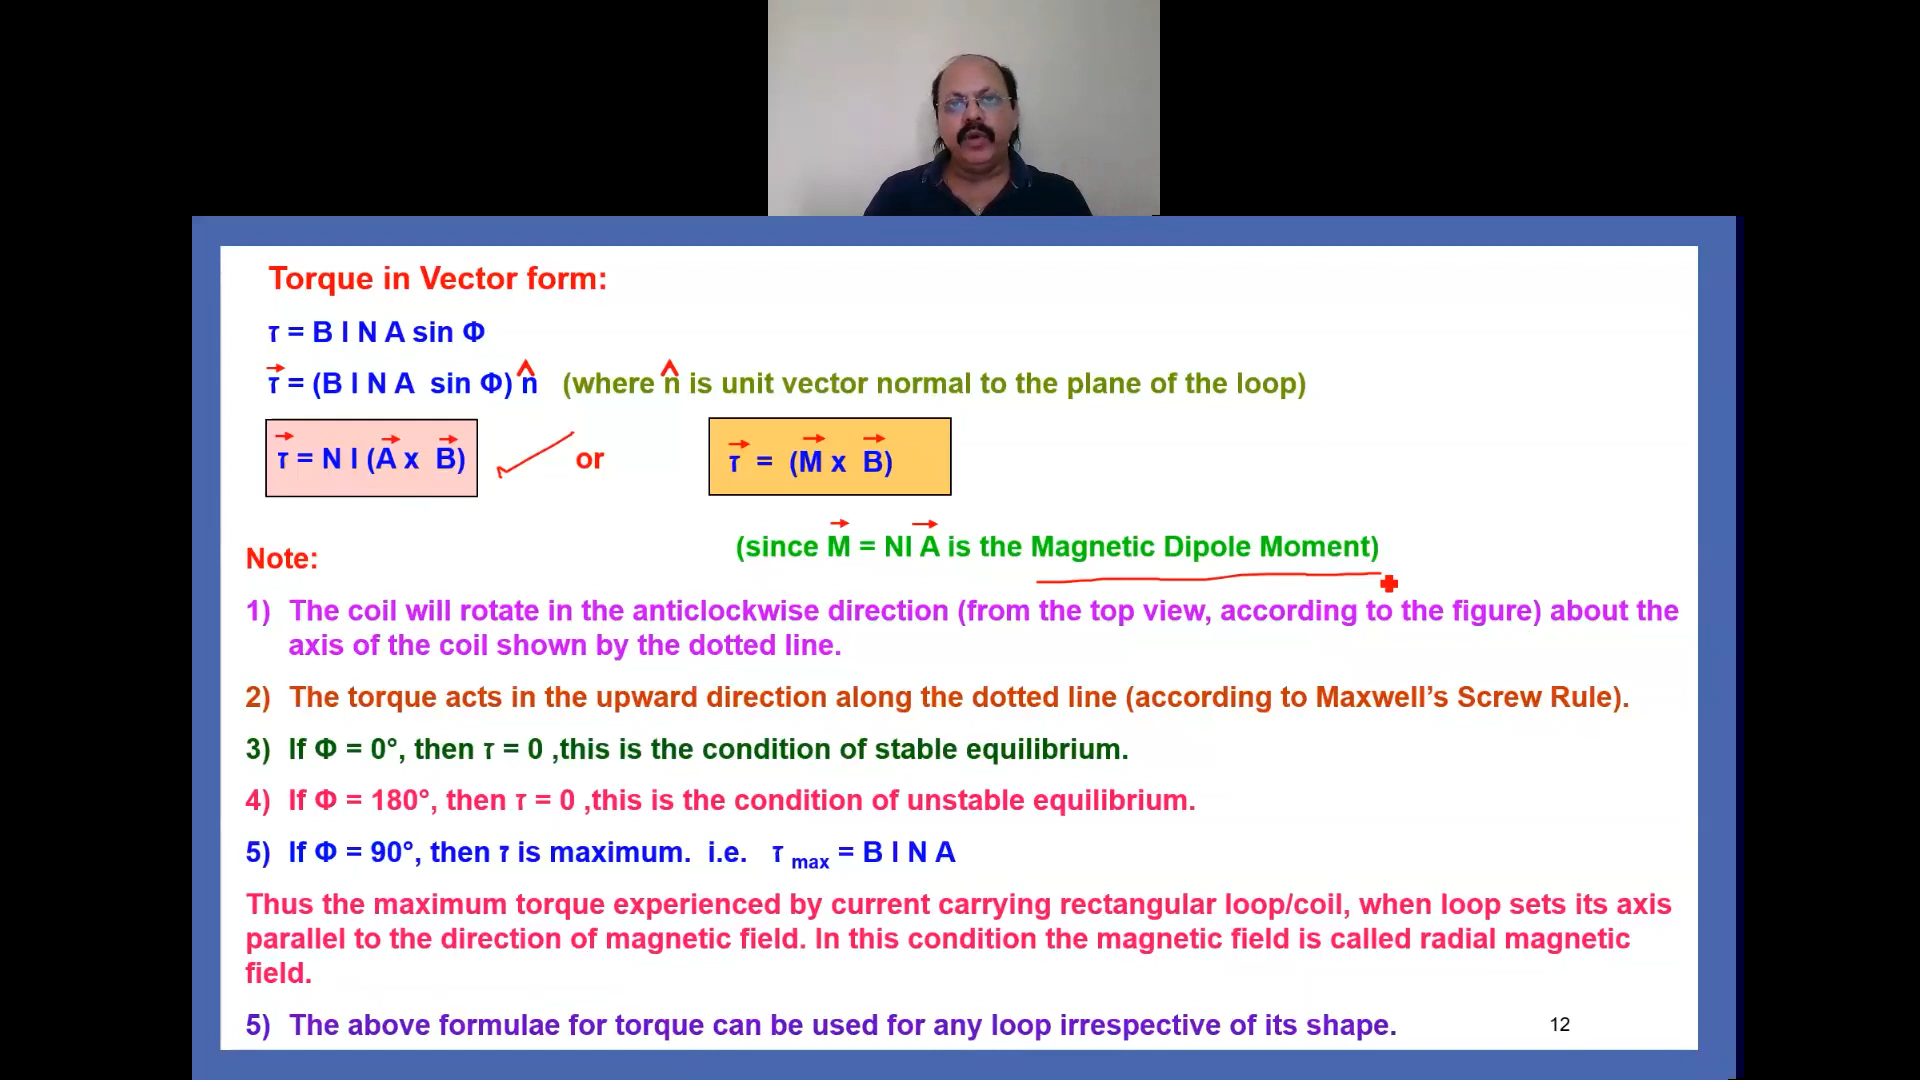 Torque in Vector form:
τ = B I N A sin Φ
τ = (B I N A sin Φ) n̂ (where n̂ is unit vector normal to the plane of the loop)
τ⃗ = N I (A⃗ x B⃗) or τ⃗ = (M⃗ x B⃗)
(since M⃗ = NI A⃗ is the Magnetic Dipole Moment)
Note:
1) The coil will rotate in the anticlockwise direction (from the top view, according to the figure) about the
axis of the coil shown by the dotted line.
2) The torque acts in the upward direction along the dotted line (according to Maxwell’s Screw Rule).
3) If Φ = 0°, then τ = 0 ,this is the condition of stable equilibrium.
4) If Φ = 180°, then τ = 0 ,this is the condition of unstable equilibrium.
5) If Φ = 90°, then τ is maximum. i.e. τ max = B I N A
Thus the maximum torque experienced by current carrying rectangular loop/coil, when loop sets its axis
parallel to the direction of magnetic field. In this condition the magnetic field is called radial magnetic
field.
5) The above formulae for torque can be used for any loop irrespective of its shape.
12